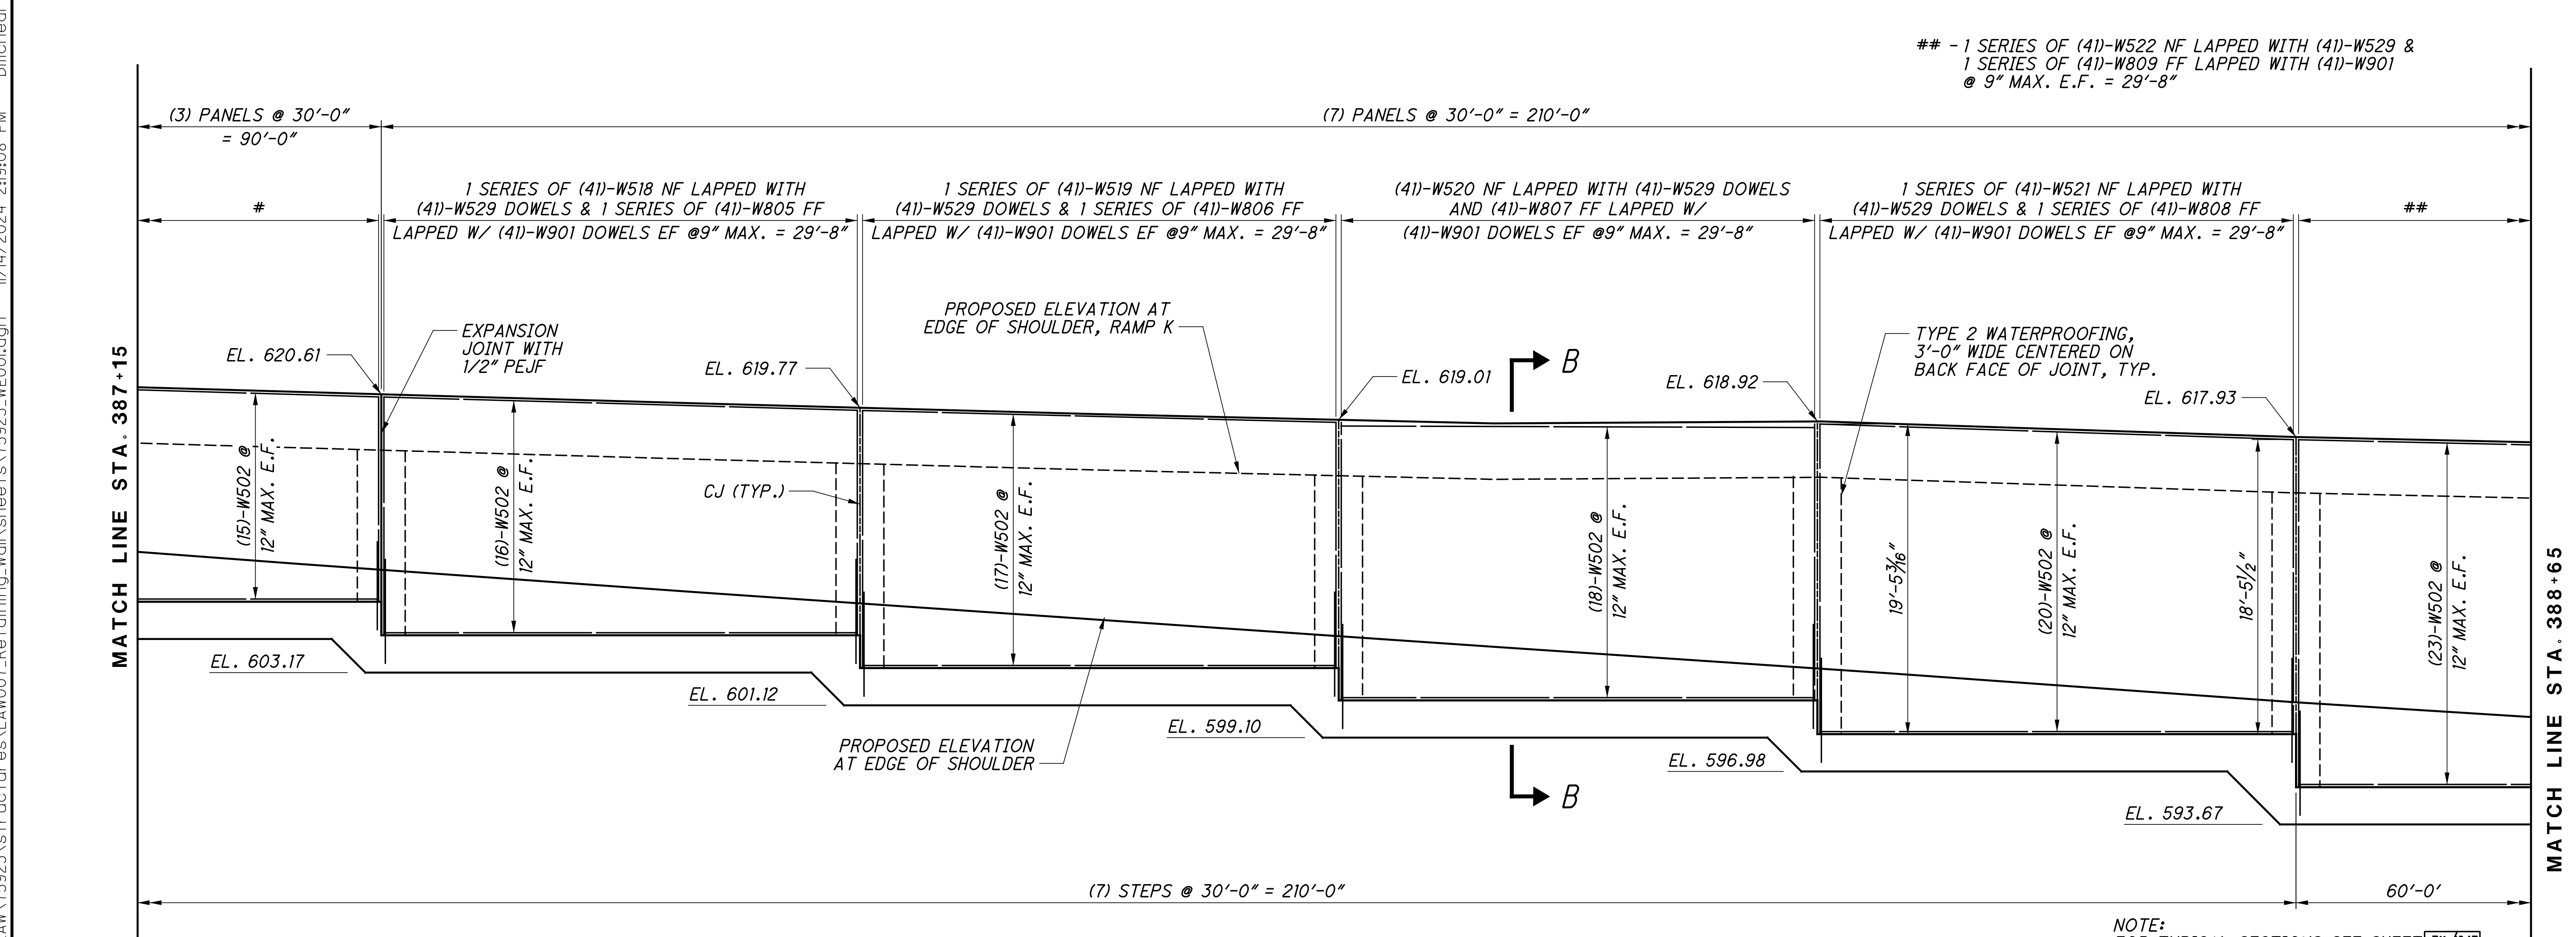 ## - 1 SERIES OF (41)-W522 NF LAPPED WITH (41)-W529 &
1 SERIES OF (41)-W809 FF LAPPED WITH (41)-W901
@ 9" MAX. E.F. = 29'-8"
(3) PANELS @ 30'-0"
= 90'-0"
(7) PANELS @ 30'-0" = 210'-0"
#
1 SERIES OF (41)-W518 NF LAPPED WITH
(41)-W529 DOWELS & 1 SERIES OF (41)-W805 FF
LAPPED W/ (41)-W901 DOWELS EF @9" MAX. = 29'-8"
1 SERIES OF (41)-W519 NF LAPPED WITH
(41)-W529 DOWELS & 1 SERIES OF (41)-W806 FF
LAPPED W/ (41)-W901 DOWELS EF @9" MAX. = 29'-8"
(41)-W520 NF LAPPED WITH (41)-W529 DOWELS
AND (41)-W807 FF LAPPED W/
(41)-W901 DOWELS EF @9" MAX. = 29'-8"
1 SERIES OF (41)-W521 NF LAPPED WITH
(41)-W529 DOWELS & 1 SERIES OF (41)-W808 FF
LAPPED W/ (41)-W901 DOWELS EF @9" MAX. = 29'-8"
##
EXPANSION
JOINT WITH
1/2" PEJF
EL. 620.61
EL. 619.77
PROPOSED ELEVATION AT
EDGE OF SHOULDER, RAMP K
EL. 619.01
B
EL. 618.92
TYPE 2 WATERPROOFING,
3'-0" WIDE CENTERED ON
BACK FACE OF JOINT, TYP.
EL. 617.93
MATCH LINE STA. 387+15
(15)-W502 @
12" MAX. E.F.
(16)-W502 @
12" MAX. E.F.
CJ (TYP.)
(17)-W502 @
12" MAX. E.F.
(18)-W502 @
12" MAX. E.F.
19'-5 3/16"
(20)-W502 @
12" MAX. E.F.
18'-5 1/2"
(23)-W502 @
12" MAX. E.F.
MATCH LINE STA. 388+65
EL. 603.17
EL. 601.12
EL. 599.10
EL. 596.98
EL. 593.67
PROPOSED ELEVATION
AT EDGE OF SHOULDER
B
(7) STEPS @ 30'-0" = 210'-0"
60'-0'
NOTE: